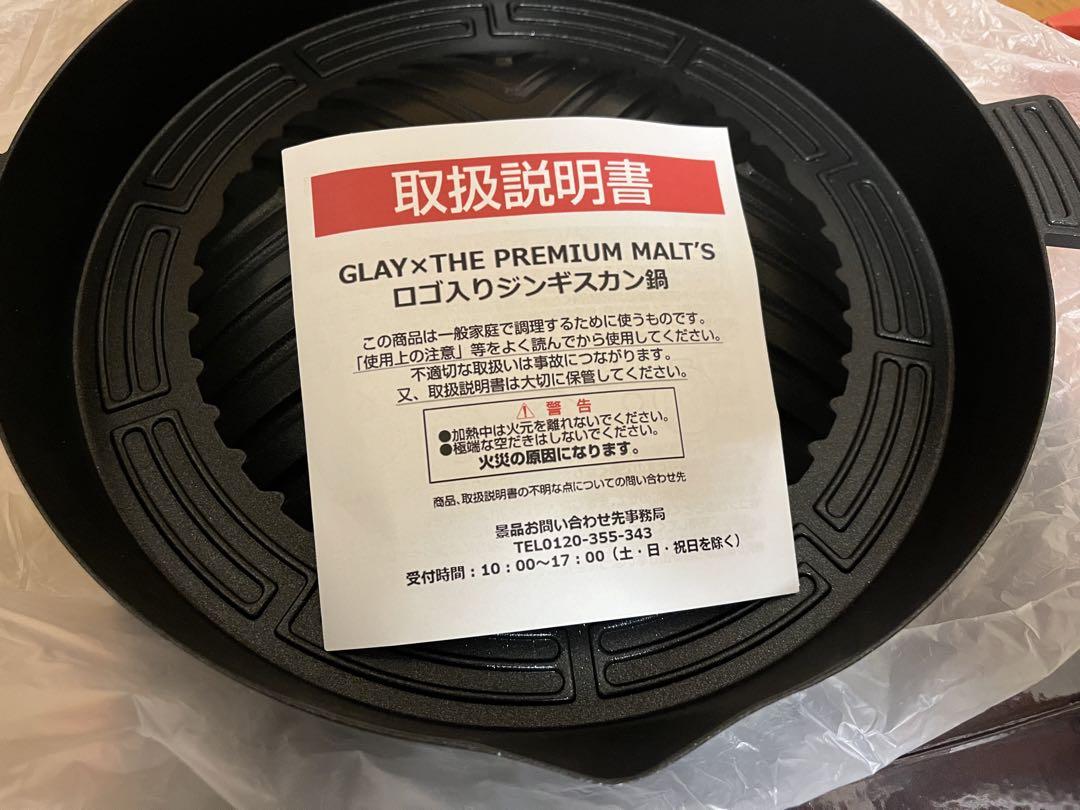 取扱説明書
GLAY×THE PREMIUM MALT'S
ロゴ入りジンギスカン鍋
この商品は一般家庭で調理するために使うものです。
「使用上の注意」等をよく読んでから使用してください。
不適切な取扱いは事故につながります。
又、取扱説明書は大切に保管してください。
⚠ 警 告
●加熱中は火元を離れないでください。
●極端な空だきはしないでください。
火災の原因になります。
商品、取扱説明書の不明な点についての問い合わせ先
景品お問い合わせ先事務局
TEL0120-355-343
受付時間：10：00～17：00（土・日・祝日を除く）